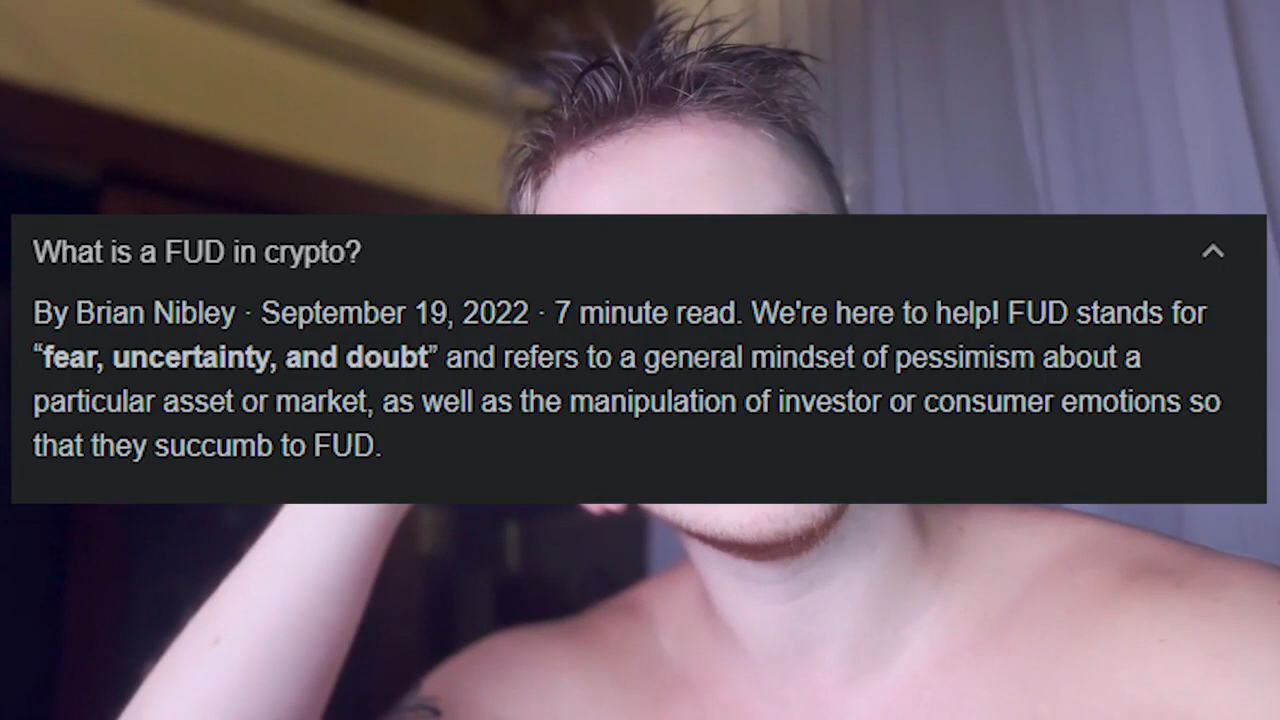 What is a FUD in crypto?
By Brian Nibley · September 19, 2022 · 7 minute read. We're here to help! FUD stands for
“fear, uncertainty, and doubt” and refers to a general mindset of pessimism about a
particular asset or market, as well as the manipulation of investor or consumer emotions so
that they succumb to FUD.